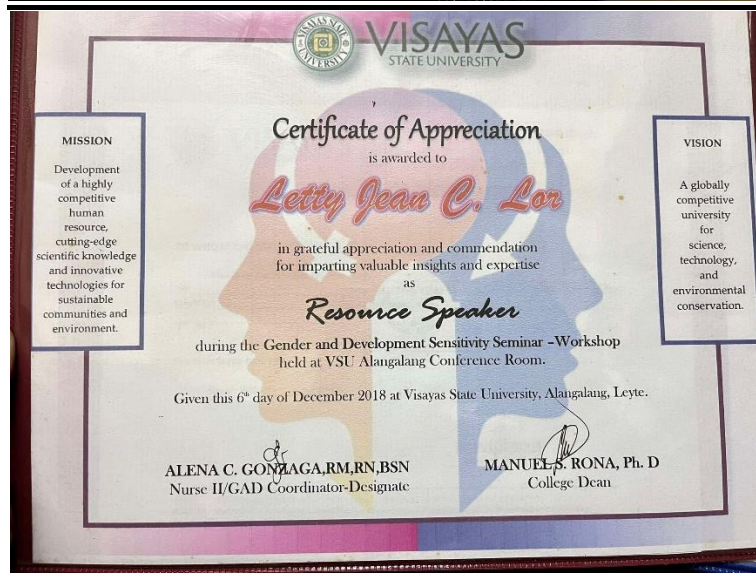 VISAYAS
STATE UNIVERSITY
Certificate of Appreciation
is awarded to
Letty Jean C. Lor
in grateful appreciation and commendation
for imparting valuable insights and expertise
as
Resource Speaker
during the Gender and Development Sensitivity Seminar –Workshop
held at VSU Alangalang Conference Room.
Given this 6th day of December 2018 at Visayas State University, Alangalang, Leyte.
ALENA C. GONZAGA,RM,RN,BSN
Nurse II/GAD Coordinator-Designate
MANUEL S. RONA, Ph. D
College Dean
MISSION
Development
of a highly
competitive
human
resource,
cutting-edge
scientific knowledge
and innovative
technologies for
sustainable
communities and
environment.
VISION
A globally
competitive
university
for
science,
technology,
and
environmental
conservation.